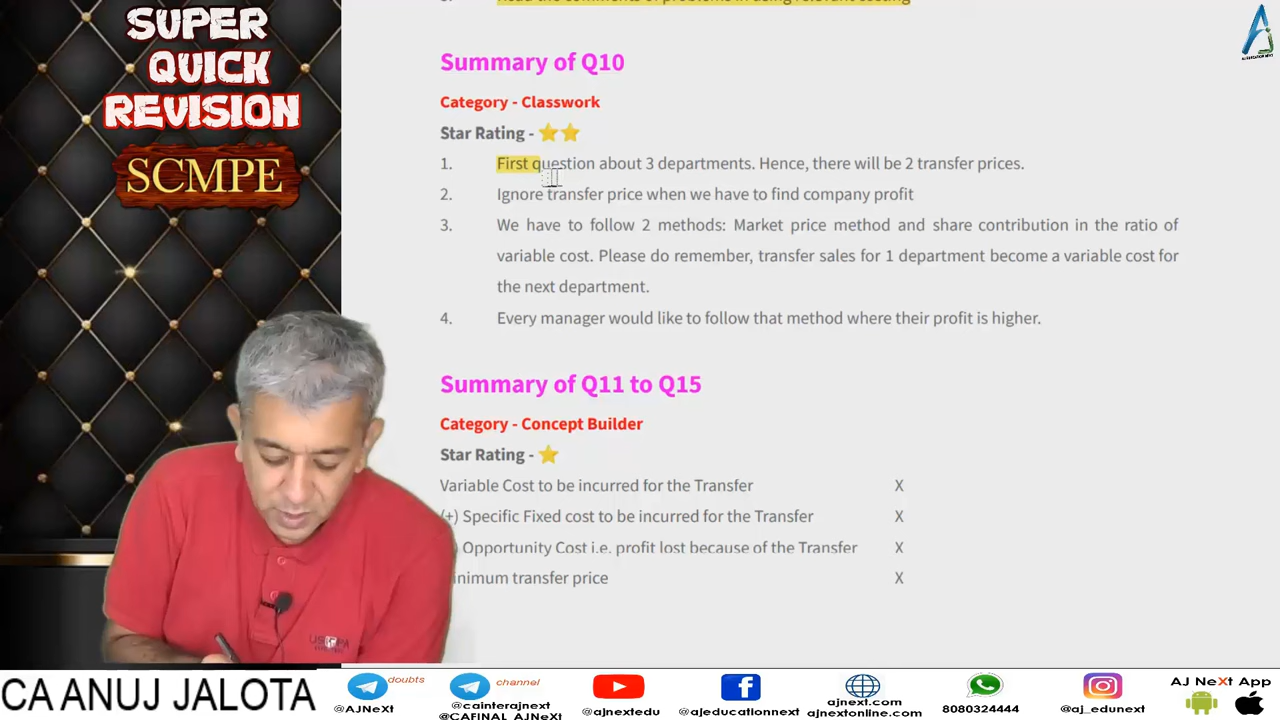 SUPER
QUICK
REVISION
SCMPE
Summary of Q10
Category - Classwork
Star Rating - ⭐⭐
1. First question about 3 departments. Hence, there will be 2 transfer prices.
2. Ignore transfer price when we have to find company profit
3. We have to follow 2 methods: Market price method and share contribution in the ratio of
variable cost. Please do remember, transfer sales for 1 department become a variable cost for
the next department.
4. Every manager would like to follow that method where their profit is higher.
Summary of Q11 to Q15
Category - Concept Builder
Star Rating - ⭐
Variable Cost to be incurred for the Transfer X
(+) Specific Fixed cost to be incurred for the Transfer X
) Opportunity Cost i.e. profit lost because of the Transfer X
inimum transfer price X
CA ANUJ JALOTA
doubts
@AJNeXt
channel
@cainterajnext
@CAFINAL_AJNeXt
@ajnextedu
@ajeducationnext
ajnext.com
ajnextonline.com
8080324444
@aj_edunext
AJ NeXt App